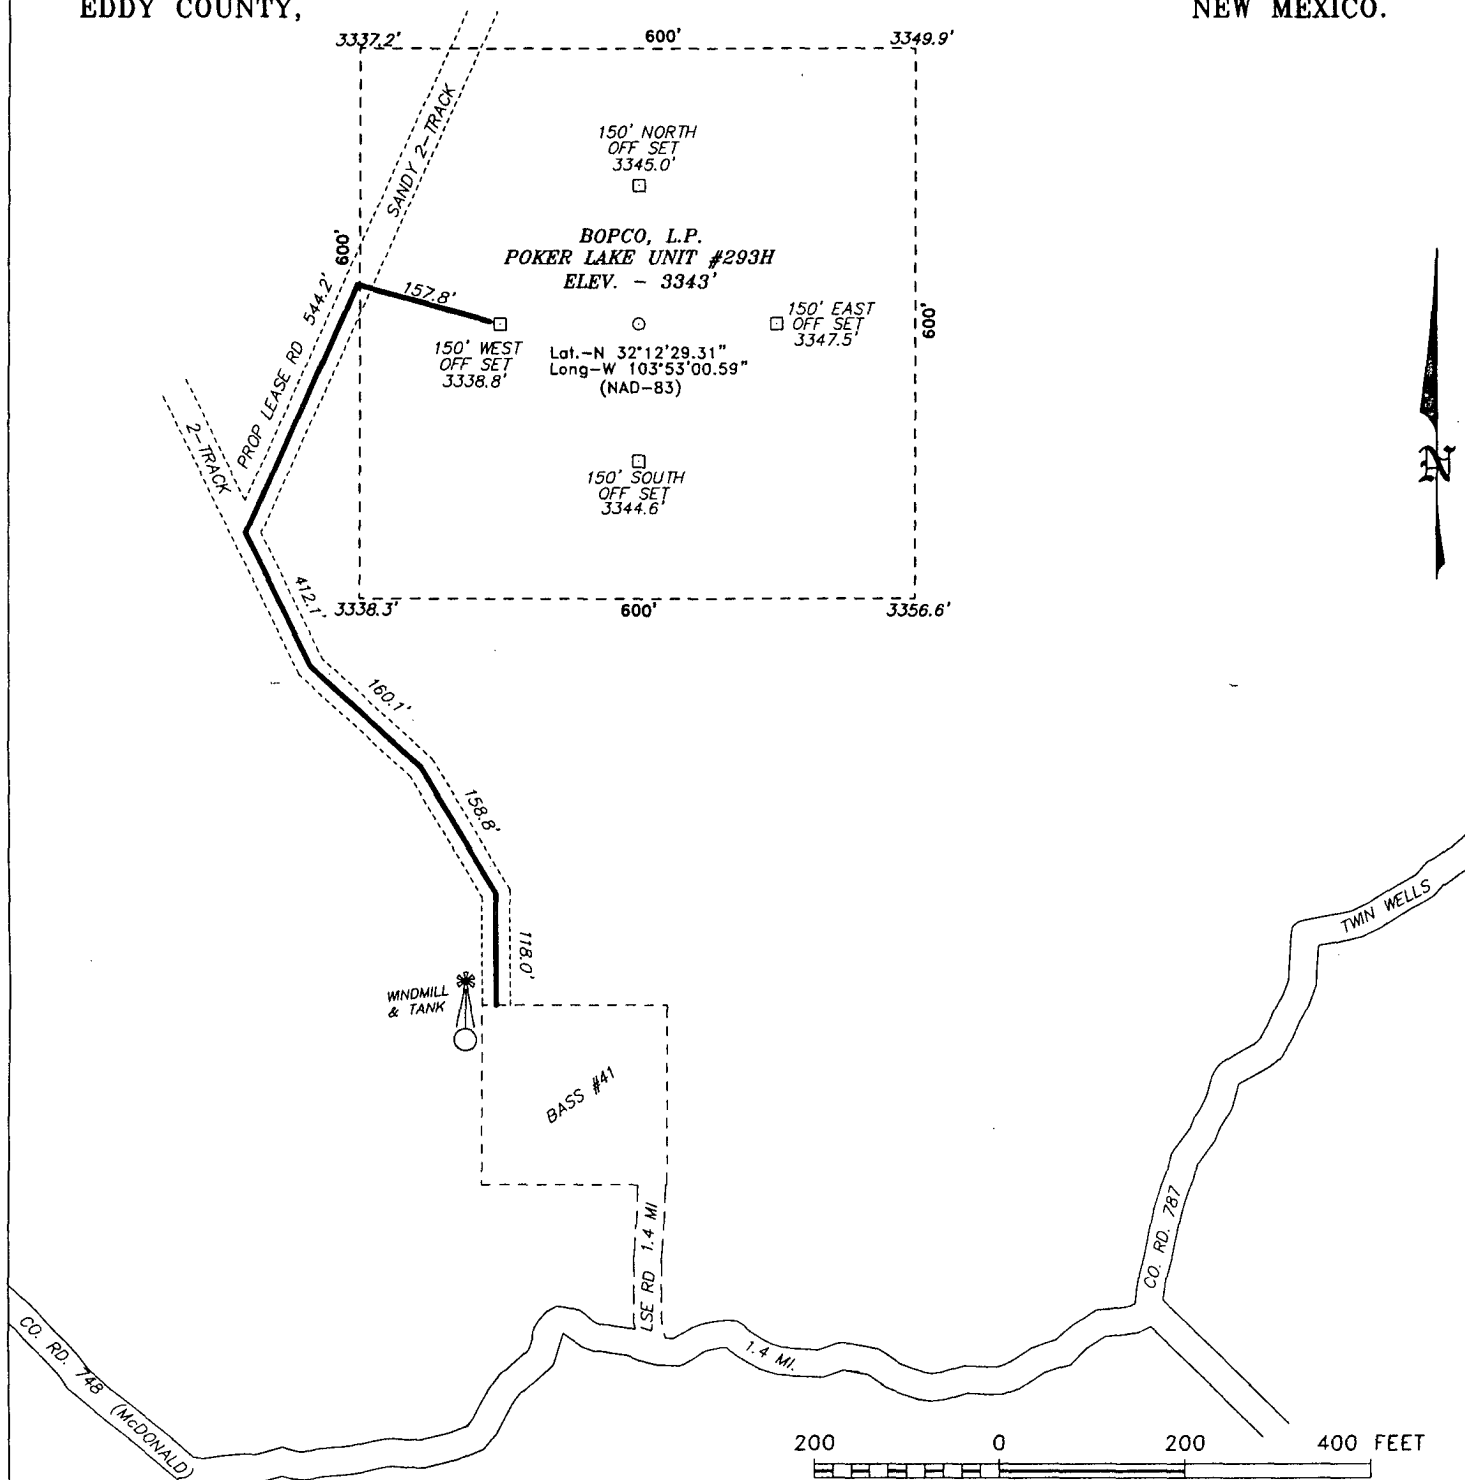 EDDY COUNTY, NEW MEXICO.
3337.2' 600' 3349.9'
SANDY 2-TRACK
150' NORTH
OFF SET
3345.0'
600'
BOPCO, L.P.
POKER LAKE UNIT #293H
ELEV. - 3343'
157.8'
544.2'
PROP LEASE RD
150' WEST
OFF SET
3338.8'
Lat.-N 32°12'29.31"
Long-W 103°53'00.59"
(NAD-83)
150' EAST
OFF SET
3347.5'
600'
2-TRACK
N
150' SOUTH
OFF SET
3344.6'
412.1'
3338.3' 600' 3356.6'
160.1'
158.8'
118.0'
WINDMILL
& TANK
BASS #41
TWIN WELLS
CO. RD. 787
LSE RD 1.4 MI
1.4 MI.
CO. RD. 748 (McDONALD)
200 0 200 400 FEET